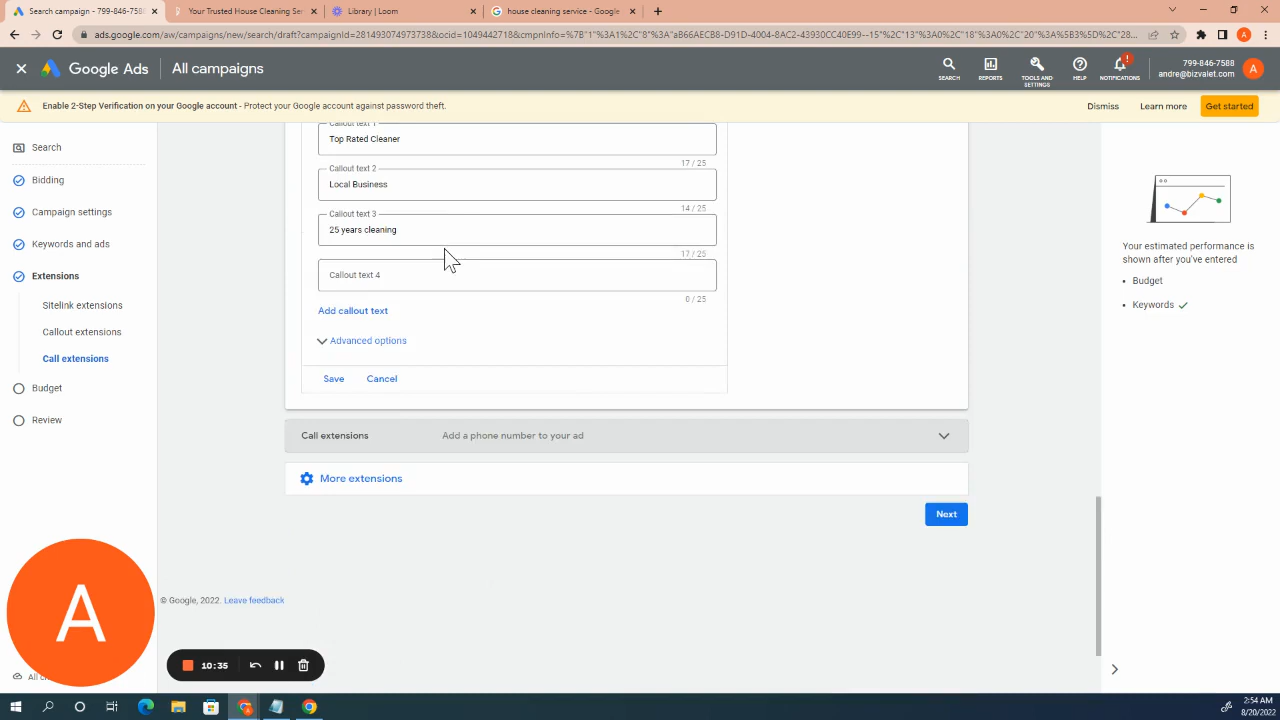 Search campaign - 799-846-758
Your Trusted House Cleaning Ser
Library | Loom
house cleaning service - Google
ads.google.com/aw/campaigns/new/search/draft?campaignId=281493074973738&ocid=1049442718&cmpnInfo=%7B"1"%3A1%2C"8"%3A"aB66AECB8-D91D-4004-8AC2-43930CC40E99--15"%2C"13"%3A0%2C"18"%3A0%2C"20"%3A%5B3%5D%2C"28...
Google Ads
All campaigns
SEARCH
REPORTS
TOOLS AND SETTINGS
HELP
!
NOTIFICATIONS
799-846-7588
andre@bizvalet.com
A
Enable 2-Step Verification on your Google account - Protect your Google account against password theft.
Dismiss
Learn more
Get started
Search
Bidding
Campaign settings
Keywords and ads
Extensions
Sitelink extensions
Callout extensions
Call extensions
Budget
Review
Callout text 1
Top Rated Cleaner
17 / 25
Callout text 2
Local Business
14 / 25
Callout text 3
25 years cleaning
17 / 25
Callout text 4
0 / 25
Add callout text
Advanced options
Save
Cancel
Call extensions
Add a phone number to your ad
More extensions
Next
Your estimated performance is
shown after you've entered
• Budget
• Keywords
© Google, 2022. Leave feedback
A
10:35
2:54 AM
8/20/2022